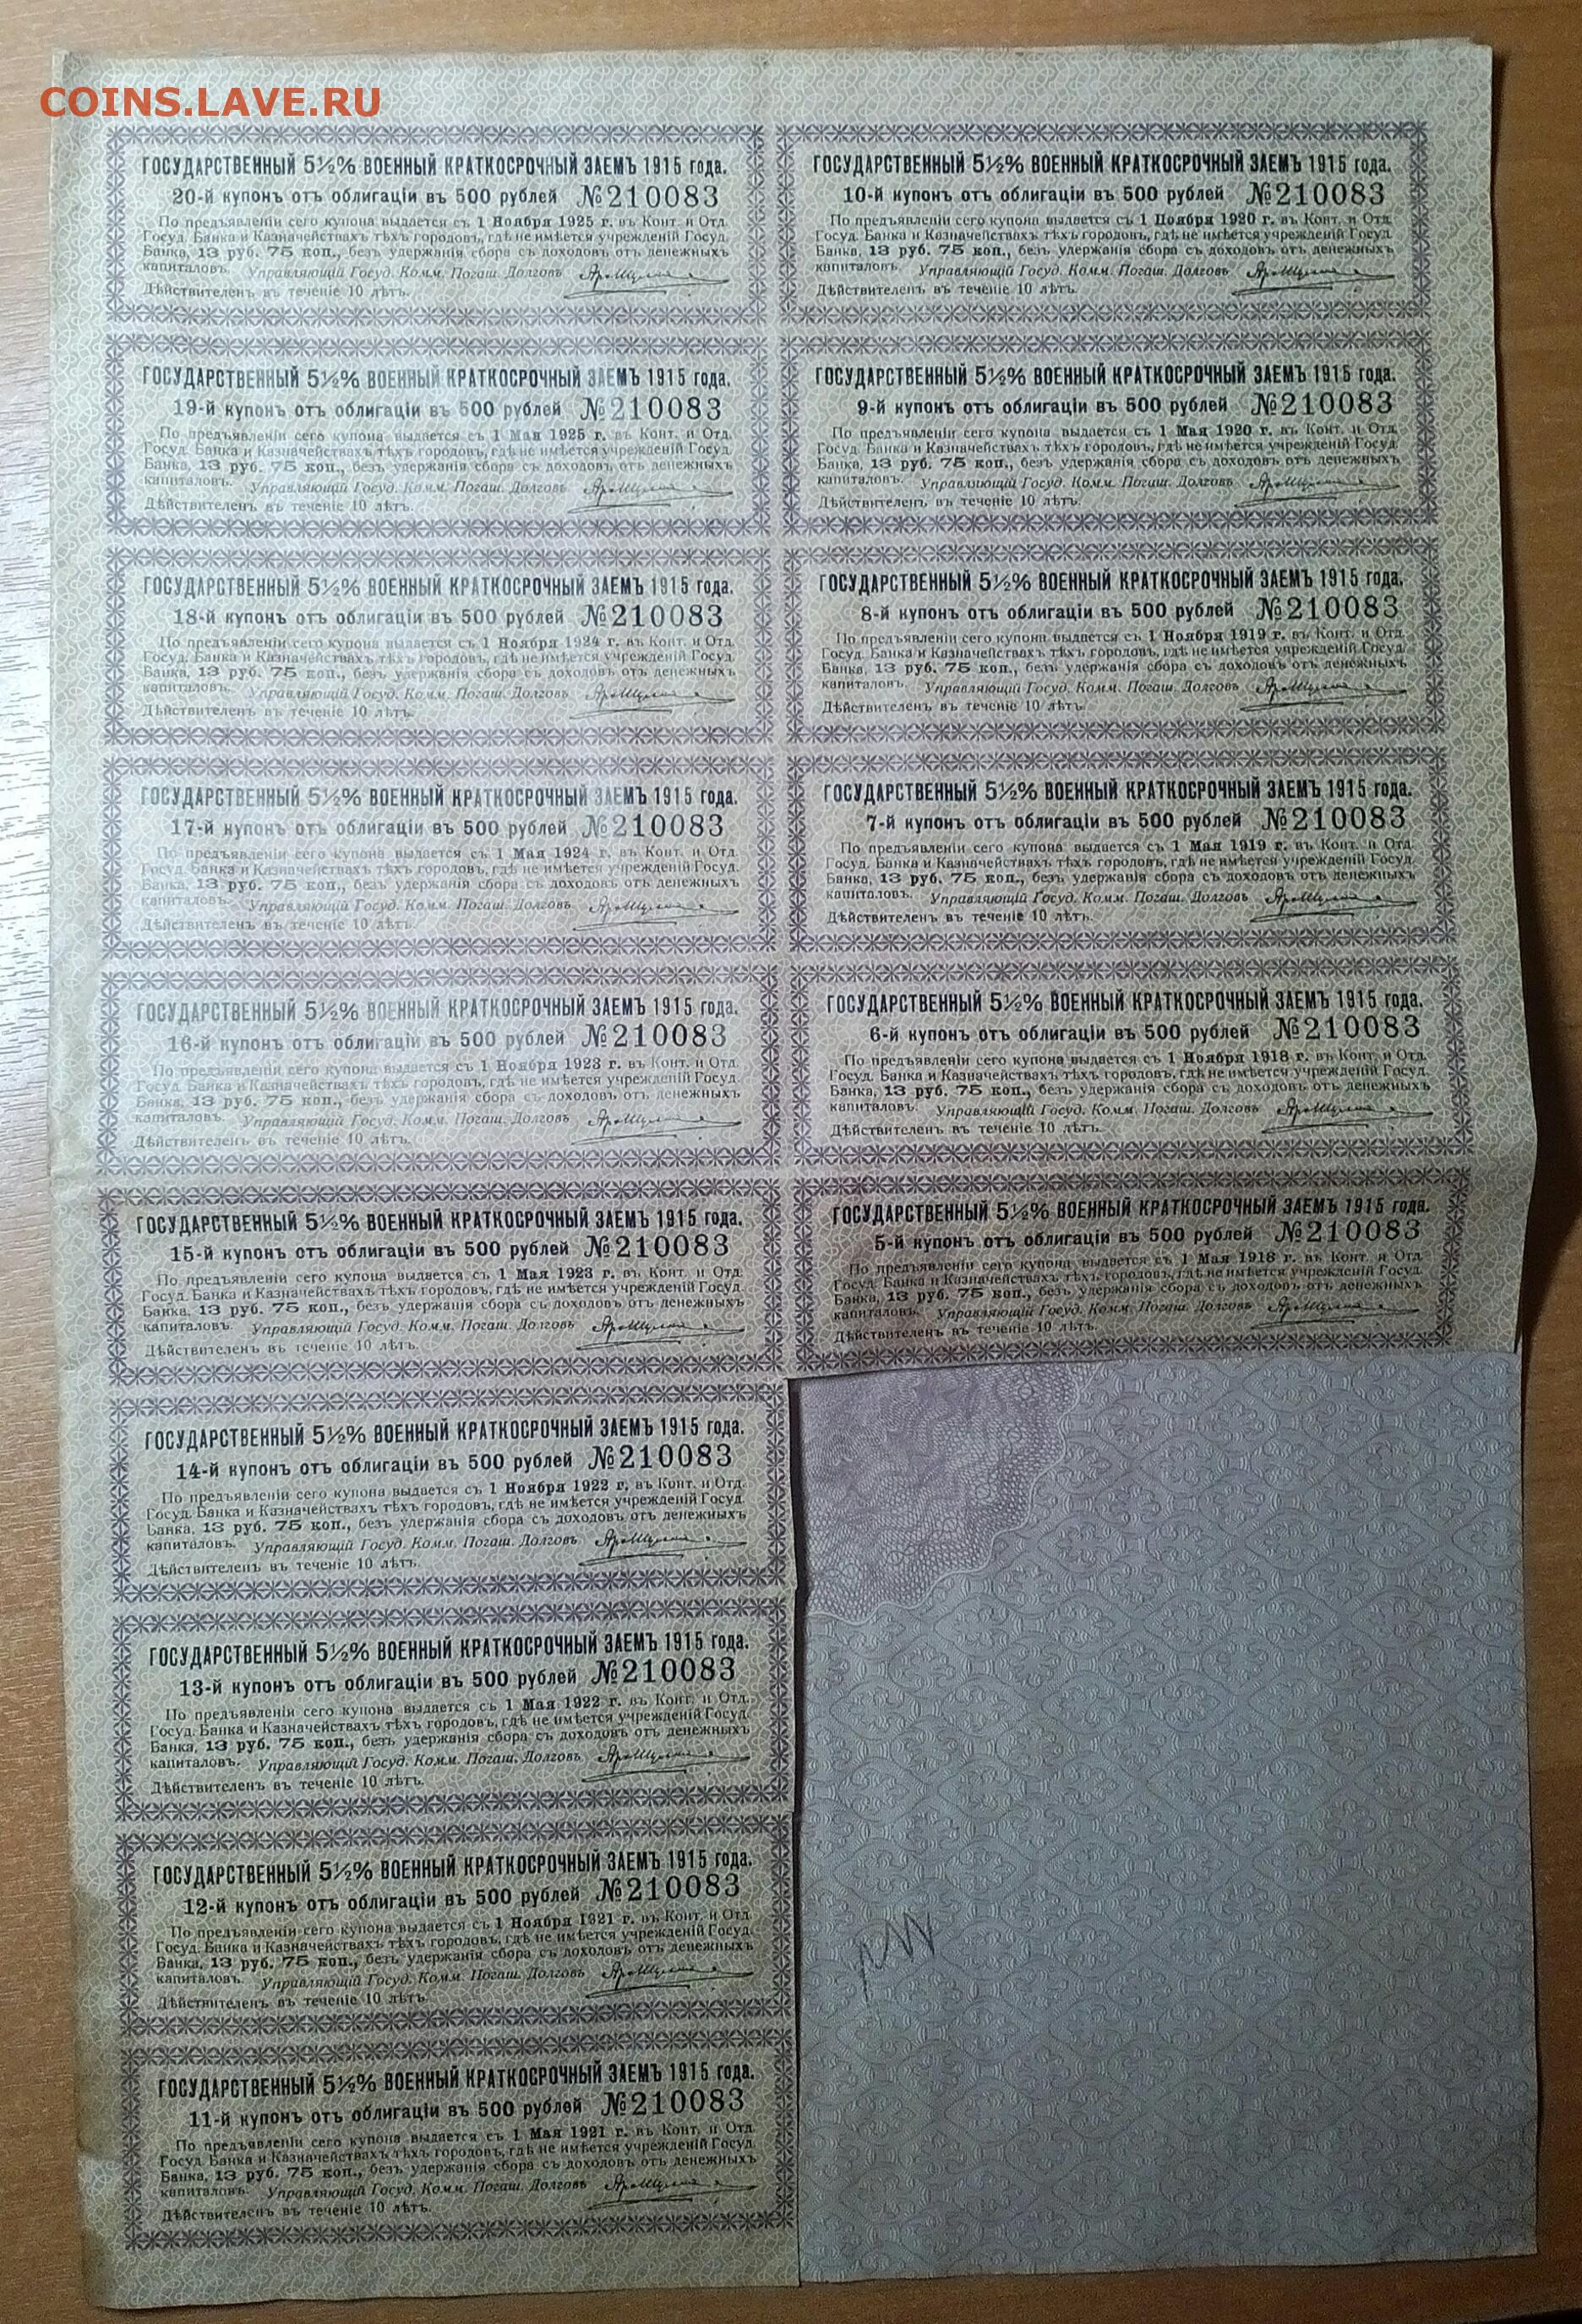 COINS.LAVE.RU
ГОСУДАРСТВЕННЫЙ 5½% ВОЕННЫЙ КРАТКОСРОЧНЫЙ ЗАЕМЪ 1915 года.
20-й купонъ отъ облигаціи въ 500 рублей №210083
По предъявленіи сего купона выдается съ 1 Ноября 1925 г. въ Конт. и Отд.
Госуд. Банка и Казначействахъ тѣхъ городовъ, гдѣ не имѣется учрежденій Госуд.
Банка, 13 руб. 75 коп., безъ удержанія сбора съ доходовъ отъ денежныхъ
капиталовъ. Управляющій Госуд. Комм. Погаш. Долговъ
Дѣйствителенъ въ теченіе 10 лѣтъ.
ГОСУДАРСТВЕННЫЙ 5½% ВОЕННЫЙ КРАТКОСРОЧНЫЙ ЗАЕМЪ 1915 года.
19-й купонъ отъ облигаціи въ 500 рублей №210083
По предъявленіи сего купона выдается съ 1 Мая 1925 г. въ Конт. и Отд.
Госуд. Банка и Казначействахъ тѣхъ городовъ, гдѣ не имѣется учрежденій Госуд.
Банка, 13 руб. 75 коп., безъ удержанія сбора съ доходовъ отъ денежныхъ
капиталовъ. Управляющій Госуд. Комм. Погаш. Долговъ
Дѣйствителенъ въ теченіе 10 лѣтъ.
ГОСУДАРСТВЕННЫЙ 5½% ВОЕННЫЙ КРАТКОСРОЧНЫЙ ЗАЕМЪ 1915 года.
18-й купонъ отъ облигаціи въ 500 рублей №210083
По предъявленіи сего купона выдается съ 1 Ноября 1924 г. въ Конт. и Отд.
Госуд. Банка и Казначействахъ тѣхъ городовъ, гдѣ не имѣется учрежденій Госуд.
Банка, 13 руб. 75 коп., безъ удержанія сбора съ доходовъ отъ денежныхъ
капиталовъ. Управляющій Госуд. Комм. Погаш. Долговъ
Дѣйствителенъ въ теченіе 10 лѣтъ.
ГОСУДАРСТВЕННЫЙ 5½% ВОЕННЫЙ КРАТКОСРОЧНЫЙ ЗАЕМЪ 1915 года.
17-й купонъ отъ облигаціи въ 500 рублей №210083
По предъявленіи сего купона выдается съ 1 Мая 1924 г. въ Конт. и Отд.
Госуд. Банка и Казначействахъ тѣхъ городовъ, гдѣ не имѣется учрежденій Госуд.
Банка, 13 руб. 75 коп., безъ удержанія сбора съ доходовъ отъ денежныхъ
капиталовъ. Управляющій Госуд. Комм. Погаш. Долговъ
Дѣйствителенъ въ теченіе 10 лѣтъ.
ГОСУДАРСТВЕННЫЙ 5½% ВОЕННЫЙ КРАТКОСРОЧНЫЙ ЗАЕМЪ 1915 года.
16-й купонъ отъ облигаціи въ 500 рублей №210083
По предъявленіи сего купона выдается съ 1 Ноября 1923 г. въ Конт. и Отд.
Госуд. Банка и Казначействахъ тѣхъ городовъ, гдѣ не имѣется учрежденій Госуд.
Банка, 13 руб. 75 коп., безъ удержанія сбора съ доходовъ отъ денежныхъ
капиталовъ. Управляющій Госуд. Комм. Погаш. Долговъ
Дѣйствителенъ въ теченіе 10 лѣтъ.
ГОСУДАРСТВЕННЫЙ 5½% ВОЕННЫЙ КРАТКОСРОЧНЫЙ ЗАЕМЪ 1915 года.
15-й купонъ отъ облигаціи въ 500 рублей №210083
По предъявленіи сего купона выдается съ 1 Мая 1923 г. въ Конт. и Отд.
Госуд. Банка и Казначействахъ тѣхъ городовъ, гдѣ не имѣется учрежденій Госуд.
Банка, 13 руб. 75 коп., безъ удержанія сбора съ доходовъ отъ денежныхъ
капиталовъ. Управляющій Госуд. Комм. Погаш. Долговъ
Дѣйствителенъ въ теченіе 10 лѣтъ.
ГОСУДАРСТВЕННЫЙ 5½% ВОЕННЫЙ КРАТКОСРОЧНЫЙ ЗАЕМЪ 1915 года.
14-й купонъ отъ облигаціи въ 500 рублей №210083
По предъявленіи сего купона выдается съ 1 Ноября 1922 г. въ Конт. и Отд.
Госуд. Банка и Казначействахъ тѣхъ городовъ, гдѣ не имѣется учрежденій Госуд.
Банка, 13 руб. 75 коп., безъ удержанія сбора съ доходовъ отъ денежныхъ
капиталовъ. Управляющій Госуд. Комм. Погаш. Долговъ
Дѣйствителенъ въ теченіе 10 лѣтъ.
ГОСУДАРСТВЕННЫЙ 5½% ВОЕННЫЙ КРАТКОСРОЧНЫЙ ЗАЕМЪ 1915 года.
13-й купонъ отъ облигаціи въ 500 рублей №210083
По предъявленіи сего купона выдается съ 1 Мая 1922 г. въ Конт. и Отд.
Госуд. Банка и Казначействахъ тѣхъ городовъ, гдѣ не имѣется учрежденій Госуд.
Банка, 13 руб. 75 коп., безъ удержанія сбора съ доходовъ отъ денежныхъ
капиталовъ. Управляющій Госуд. Комм. Погаш. Долговъ
Дѣйствителенъ въ теченіе 10 лѣтъ.
ГОСУДАРСТВЕННЫЙ 5½% ВОЕННЫЙ КРАТКОСРОЧНЫЙ ЗАЕМЪ 1915 года.
12-й купонъ отъ облигаціи въ 500 рублей №210083
По предъявленіи сего купона выдается съ 1 Ноября 1921 г. въ Конт. и Отд.
Госуд. Банка и Казначействахъ тѣхъ городовъ, гдѣ не имѣется учрежденій Госуд.
Банка, 13 руб. 75 коп., безъ удержанія сбора съ доходовъ отъ денежныхъ
капиталовъ. Управляющій Госуд. Комм. Погаш. Долговъ
Дѣйствителенъ въ теченіе 10 лѣтъ.
ГОСУДАРСТВЕННЫЙ 5½% ВОЕННЫЙ КРАТКОСРОЧНЫЙ ЗАЕМЪ 1915 года.
11-й купонъ отъ облигаціи въ 500 рублей №210083
По предъявленіи сего купона выдается съ 1 Мая 1921 г. въ Конт. и Отд.
Госуд. Банка и Казначействахъ тѣхъ городовъ, гдѣ не имѣется учрежденій Госуд.
Банка, 13 руб. 75 коп., безъ удержанія сбора съ доходовъ отъ денежныхъ
капиталовъ. Управляющій Госуд. Комм. Погаш. Долговъ
Дѣйствителенъ въ теченіе 10 лѣтъ.
ГОСУДАРСТВЕННЫЙ 5½% ВОЕННЫЙ КРАТКОСРОЧНЫЙ ЗАЕМЪ 1915 года.
10-й купонъ отъ облигаціи въ 500 рублей №210083
По предъявленіи сего купона выдается съ 1 Ноября 1920 г. въ Конт. и Отд.
Госуд. Банка и Казначействахъ тѣхъ городовъ, гдѣ не имѣется учрежденій Госуд.
Банка, 13 руб. 75 коп., безъ удержанія сбора съ доходовъ отъ денежныхъ
капиталовъ. Управляющій Госуд. Комм. Погаш. Долговъ
Дѣйствителенъ въ теченіе 10 лѣтъ.
ГОСУДАРСТВЕННЫЙ 5½% ВОЕННЫЙ КРАТКОСРОЧНЫЙ ЗАЕМЪ 1915 года.
9-й купонъ отъ облигаціи въ 500 рублей №210083
По предъявленіи сего купона выдается съ 1 Мая 1920 г. въ Конт. и Отд.
Госуд. Банка и Казначействахъ тѣхъ городовъ, гдѣ не имѣется учрежденій Госуд.
Банка, 13 руб. 75 коп., безъ удержанія сбора съ доходовъ отъ денежныхъ
капиталовъ. Управляющій Госуд. Комм. Погаш. Долговъ
Дѣйствителенъ въ теченіе 10 лѣтъ.
ГОСУДАРСТВЕННЫЙ 5½% ВОЕННЫЙ КРАТКОСРОЧНЫЙ ЗАЕМЪ 1915 года.
8-й купонъ отъ облигаціи въ 500 рублей №210083
По предъявленіи сего купона выдается съ 1 Ноября 1919 г. въ Конт. и Отд.
Госуд. Банка и Казначействахъ тѣхъ городовъ, гдѣ не имѣется учрежденій Госуд.
Банка, 13 руб. 75 коп., безъ удержанія сбора съ доходовъ отъ денежныхъ
капиталовъ. Управляющій Госуд. Комм. Погаш. Долговъ
Дѣйствителенъ въ теченіе 10 лѣтъ.
ГОСУДАРСТВЕННЫЙ 5½% ВОЕННЫЙ КРАТКОСРОЧНЫЙ ЗАЕМЪ 1915 года.
7-й купонъ отъ облигаціи въ 500 рублей №210083
По предъявленіи сего купона выдается съ 1 Мая 1919 г. въ Конт. и Отд.
Госуд. Банка и Казначействахъ тѣхъ городовъ, гдѣ не имѣется учрежденій Госуд.
Банка, 13 руб. 75 коп., безъ удержанія сбора съ доходовъ отъ денежныхъ
капиталовъ. Управляющій Госуд. Комм. Погаш. Долговъ
Дѣйствителенъ въ теченіе 10 лѣтъ.
ГОСУДАРСТВЕННЫЙ 5½% ВОЕННЫЙ КРАТКОСРОЧНЫЙ ЗАЕМЪ 1915 года.
6-й купонъ отъ облигаціи въ 500 рублей №210083
По предъявленіи сего купона выдается съ 1 Ноября 1918 г. въ Конт. и Отд.
Госуд. Банка и Казначействахъ тѣхъ городовъ, гдѣ не имѣется учрежденій Госуд.
Банка, 13 руб. 75 коп., безъ удержанія сбора съ доходовъ отъ денежныхъ
капиталовъ. Управляющій Госуд. Комм. Погаш. Долговъ
Дѣйствителенъ въ теченіе 10 лѣтъ.
ГОСУДАРСТВЕННЫЙ 5½% ВОЕННЫЙ КРАТКОСРОЧНЫЙ ЗАЕМЪ 1915 года.
5-й купонъ отъ облигаціи въ 500 рублей №210083
По предъявленіи сего купона выдается съ 1 Мая 1918 г. въ Конт. и Отд.
Госуд. Банка и Казначействахъ тѣхъ городовъ, гдѣ не имѣется учрежденій Госуд.
Банка, 13 руб. 75 коп., безъ удержанія сбора съ доходовъ отъ денежныхъ
капиталовъ. Управляющій Госуд. Комм. Погаш. Долговъ
Дѣйствителенъ въ теченіе 10 лѣтъ.